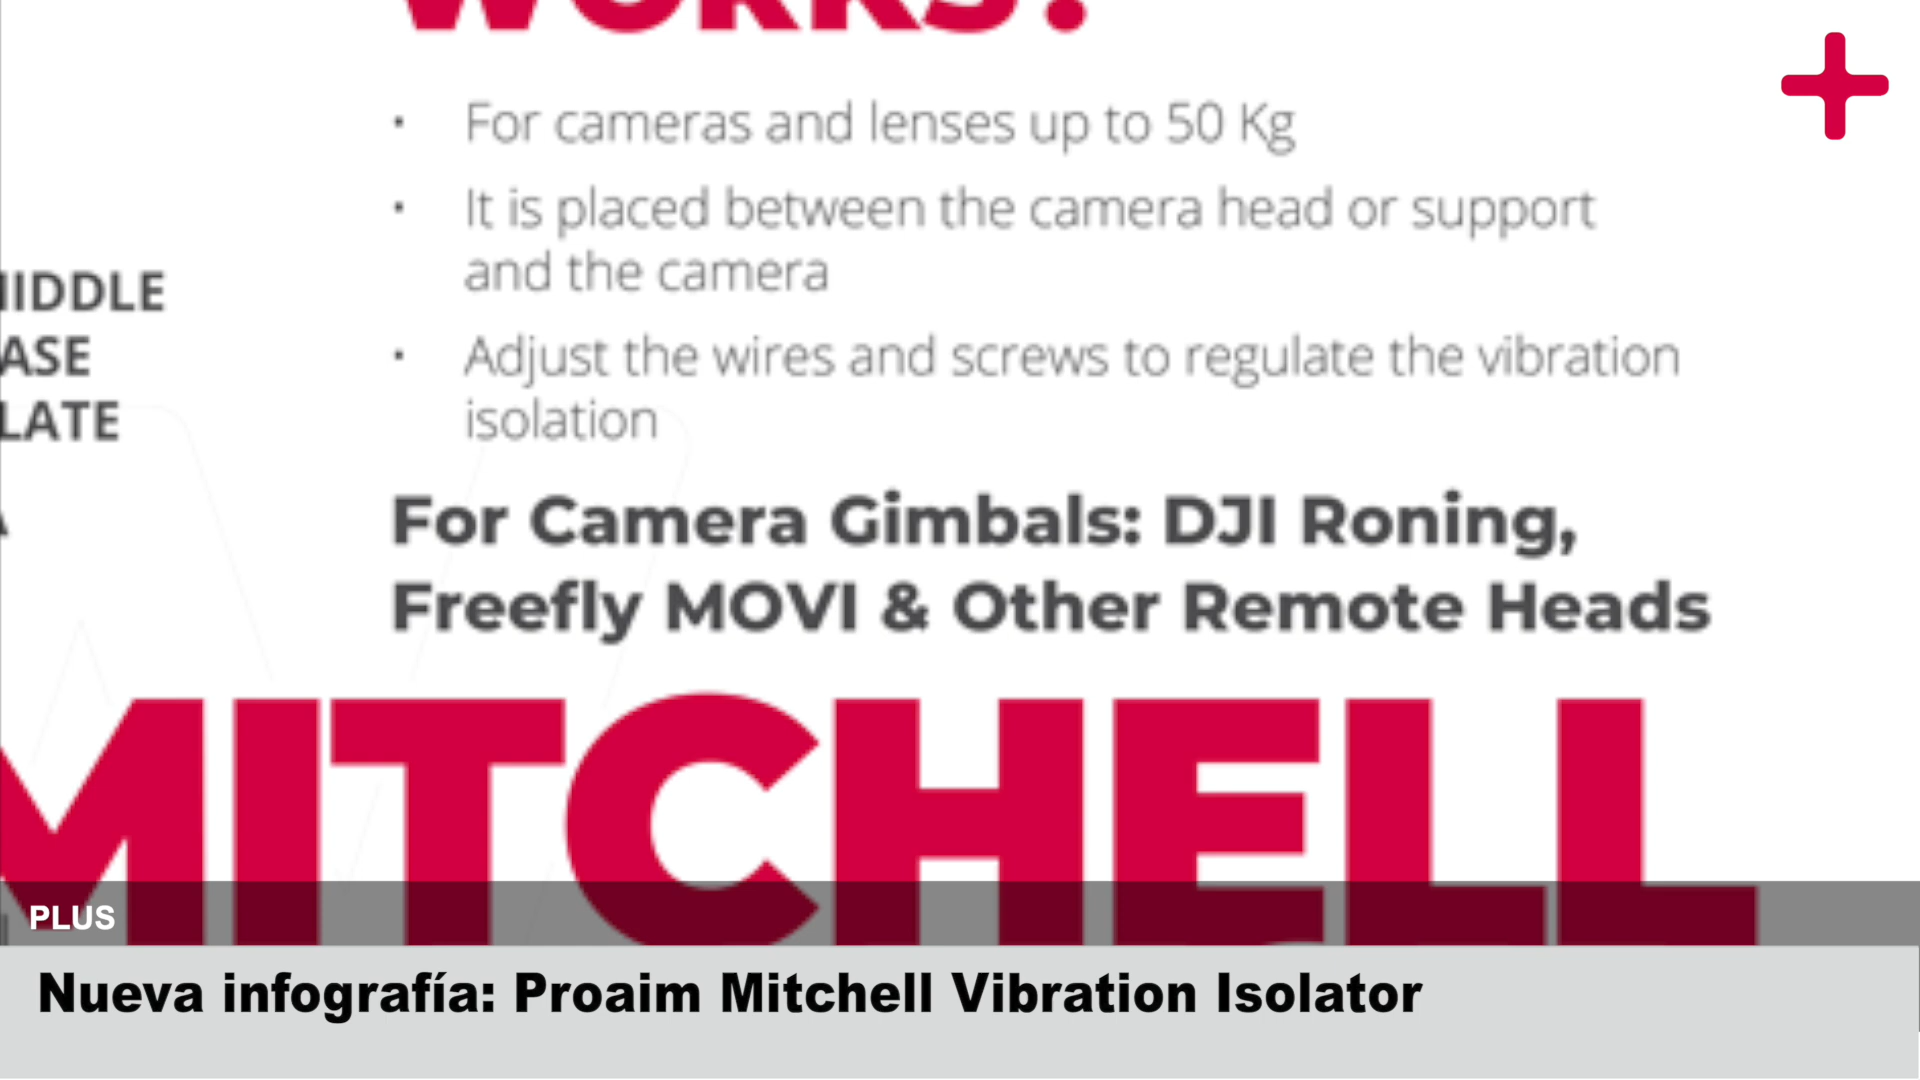 WORKS?
• For cameras and lenses up to 50 Kg
• It is placed between the camera head or support
and the camera
MIDDLE
• Adjust the wires and screws to regulate the vibration
ASE
isolation
LATE
For Camera Gimbals: DJI Roning,
Freefly MOVI & Other Remote Heads
MITCHELL
PLUS
Nueva infografía: Proaim Mitchell Vibration Isolator